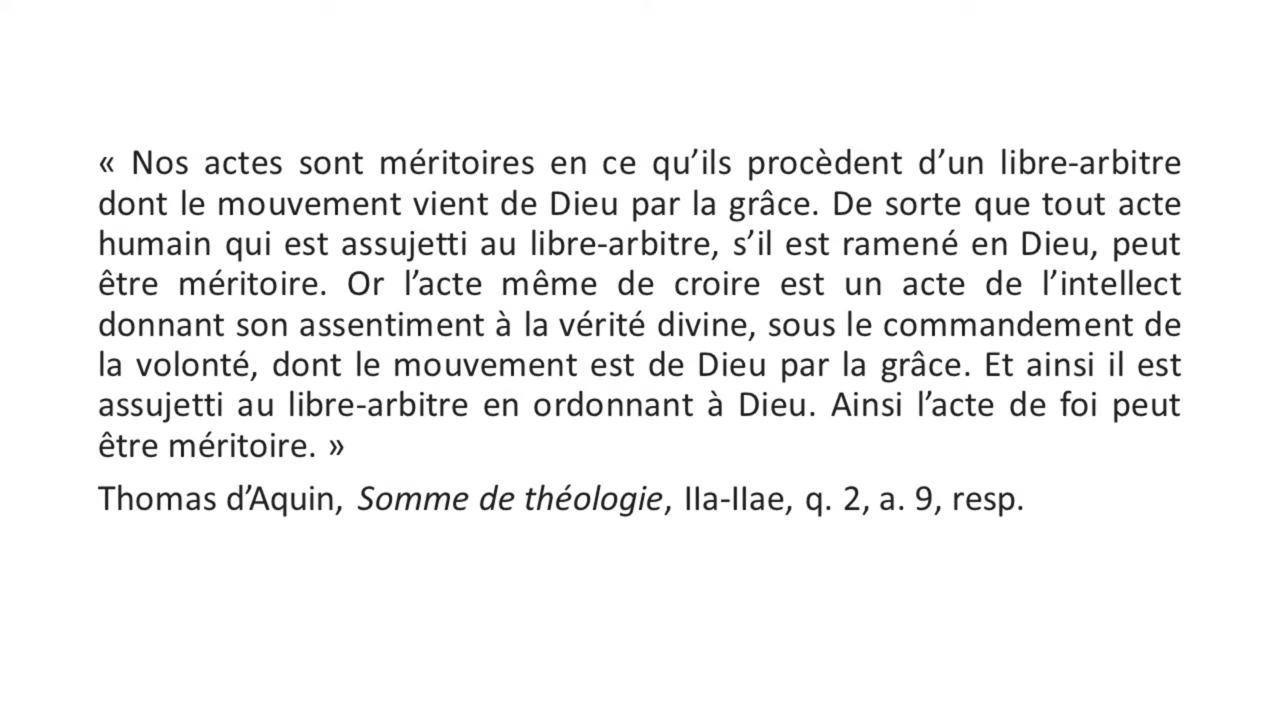 « Nos actes sont méritoires en ce qu’ils procèdent d’un libre-arbitre
dont le mouvement vient de Dieu par la grâce. De sorte que tout acte
humain qui est assujetti au libre-arbitre, s’il est ramené en Dieu, peut
être méritoire. Or l’acte même de croire est un acte de l’intellect
donnant son assentiment à la vérité divine, sous le commandement de
la volonté, dont le mouvement est de Dieu par la grâce. Et ainsi il est
assujetti au libre-arbitre en ordonnant à Dieu. Ainsi l’acte de foi peut
être méritoire. »
Thomas d’Aquin, Somme de théologie, IIa-IIae, q. 2, a. 9, resp.